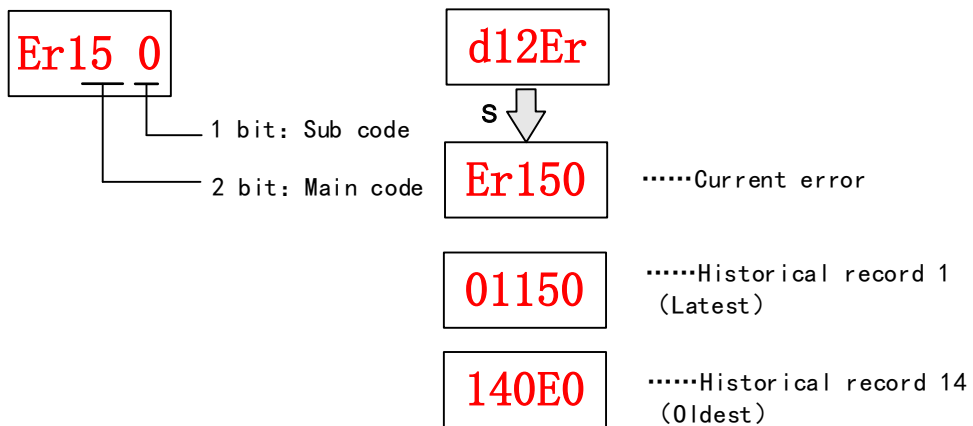 Er15 0
1 bit: Sub code
2 bit: Main code
d12Er
S
Er150
······Current error
01150
······Historical record 1
(Latest)
140E0
······Historical record 14
(Oldest)